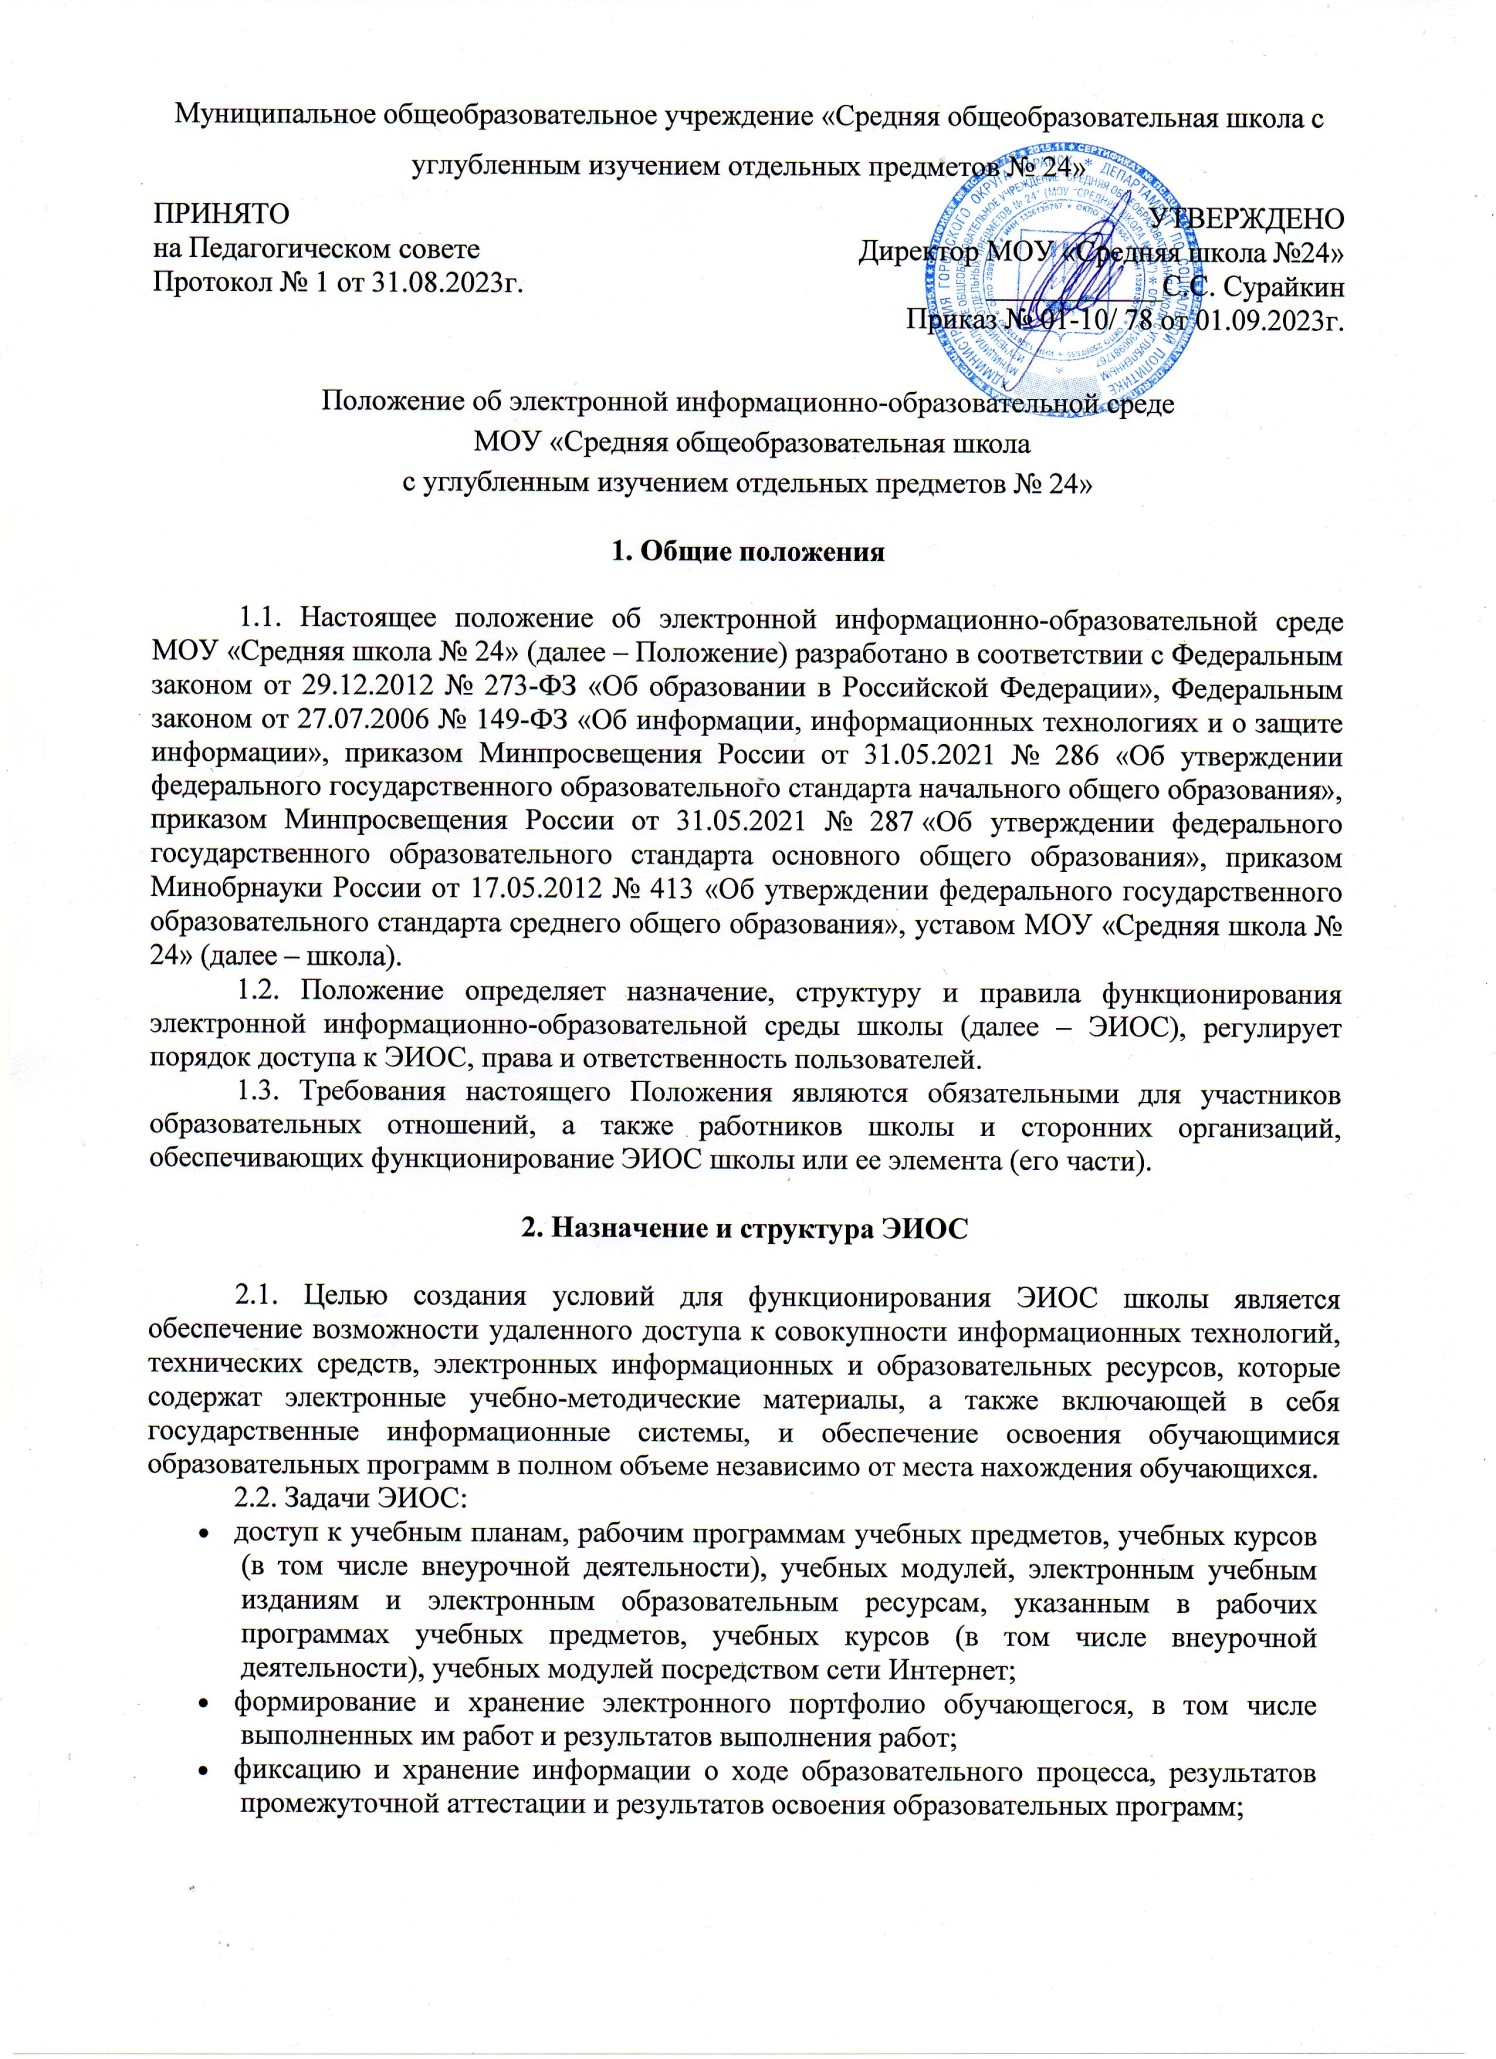 Муниципальное общеобразовательное учреждение «Средняя общеобразовательная школа с
углубленным изучением отдельных предметов № 24»
ПРИНЯТО
на Педагогическом совете
Протокол № 1 от 31.08.2023г.
УТВЕРЖДЕНО
Директор МОУ «Средняя школа №24»
С.С. Сурайкин
Приказ № 01-10/ 78 от 01.09.2023г.
Положение об электронной информационно-образовательной среде
МОУ «Средняя общеобразовательная школа
с углубленным изучением отдельных предметов № 24»
1. Общие положения
1.1. Настоящее положение об электронной информационно-образовательной среде
МОУ «Средняя школа № 24» (далее – Положение) разработано в соответствии с Федеральным
законом от 29.12.2012 № 273-ФЗ «Об образовании в Российской Федерации», Федеральным
законом от 27.07.2006 № 149-ФЗ «Об информации, информационных технологиях и о защите
информации», приказом Минпросвещения России от 31.05.2021 № 286 «Об утверждении
федерального государственного образовательного стандарта начального общего образования»,
приказом Минпросвещения России от 31.05.2021 № 287 «Об утверждении федерального
государственного образовательного стандарта основного общего образования», приказом
Минобрнауки России от 17.05.2012 № 413 «Об утверждении федерального государственного
образовательного стандарта среднего общего образования», уставом МОУ «Средняя школа №
24» (далее – школа).
1.2. Положение определяет назначение, структуру и правила функционирования
электронной информационно-образовательной среды школы (далее – ЭИОС), регулирует
порядок доступа к ЭИОС, права и ответственность пользователей.
1.3. Требования настоящего Положения являются обязательными для участников
образовательных отношений, а также работников школы и сторонних организаций,
обеспечивающих функционирование ЭИОС школы или ее элемента (его части).
2. Назначение и структура ЭИОС
2.1. Целью создания условий для функционирования ЭИОС школы является
обеспечение возможности удаленного доступа к совокупности информационных технологий,
технических средств, электронных информационных и образовательных ресурсов, которые
содержат электронные учебно-методические материалы, а также включающей в себя
государственные информационные системы, и обеспечение освоения обучающимися
образовательных программ в полном объеме независимо от места нахождения обучающихся.
2.2. Задачи ЭИОС:
• доступ к учебным планам, рабочим программам учебных предметов, учебных курсов
(в том числе внеурочной деятельности), учебных модулей, электронным учебным
изданиям и электронным образовательным ресурсам, указанным в рабочих
программах учебных предметов, учебных курсов (в том числе внеурочной
деятельности), учебных модулей посредством сети Интернет;
• формирование и хранение электронного портфолио обучающегося, в том числе
выполненных им работ и результатов выполнения работ;
• фиксацию и хранение информации о ходе образовательного процесса, результатов
промежуточной аттестации и результатов освоения образовательных программ;